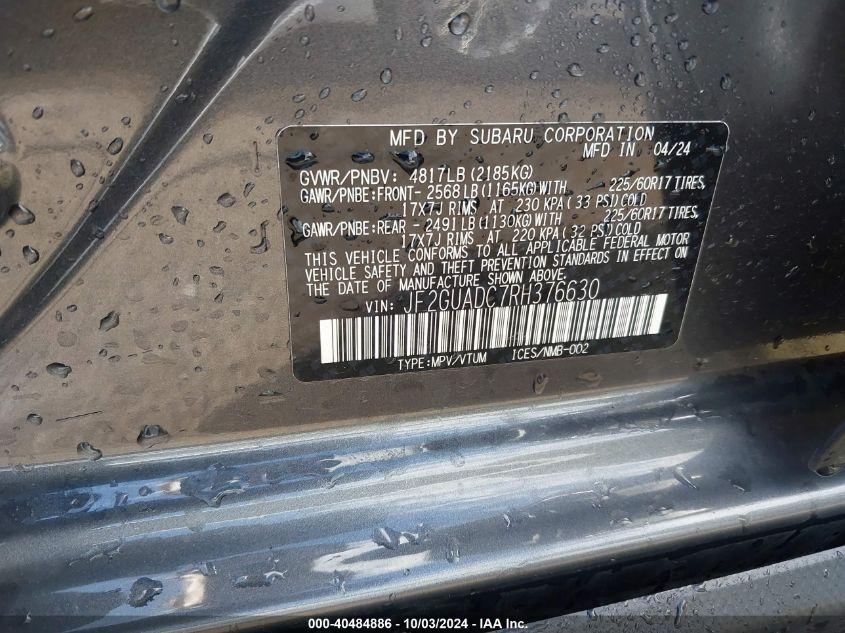 MFD BY SUBARU CORPORATION
MFD IN 04/24
GVWR/PNBV: 4817LB (2185KG)
GAWR/PNBE:FRONT- 2568LB (1165KG) WITH 225/60R17 TIRES,
17X7J RIMS AT 230 KPA ( 33 PSI) COLD
GAWR/PNBE:REAR - 2491LB (1130KG) WITH 225/60R17 TIRES,
17X7J RIMS AT 220 KPA ( 32 PSI) COLD
THIS VEHICLE CONFORMS TO ALL APPLICABLE FEDERAL MOTOR
VEHICLE SAFETY AND THEFT PREVENTION STANDARDS IN EFFECT ON
THE DATE OF MANUFACTURE SHOWN ABOVE.
VIN: JF2GUADC7RH376630
TYPE:MPV/VTUM ICES/NMB-002
000-40484886 - 10/03/2024 - IAA Inc.